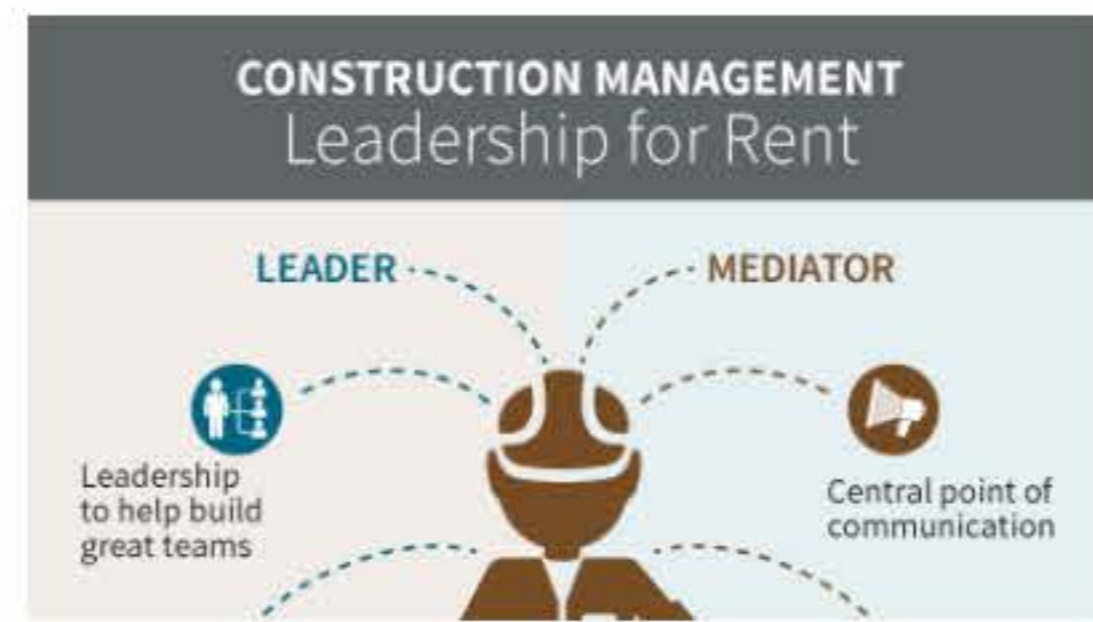 CONSTRUCTION MANAGEMENT
Leadership for Rent
LEADER
MEDIATOR
Leadership
to help build
great teams
Central point of
communication